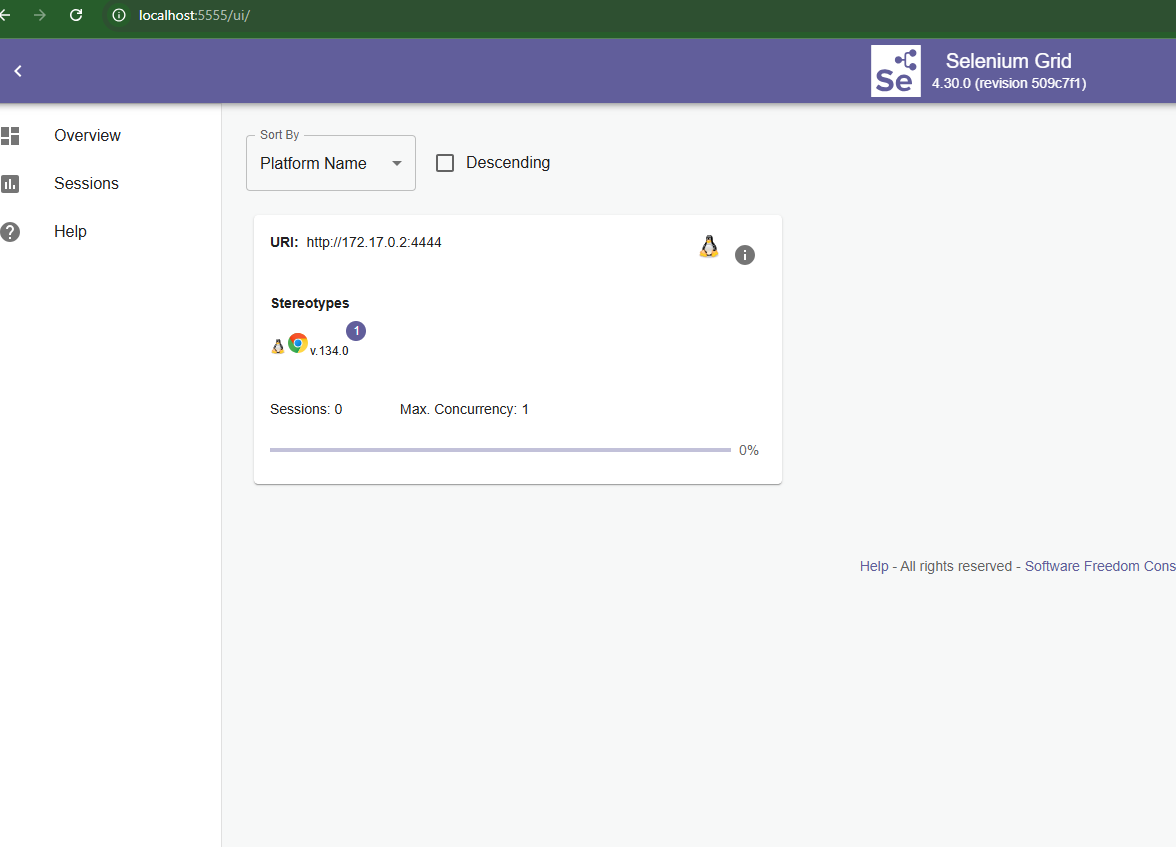 localhost:5555/ui/
Se
Selenium Grid
4.30.0 (revision 509c7f1)
Overview
Sessions
Help
Sort By
Platform Name
Descending
URI: http://172.17.0.2:4444
Stereotypes
1
v.134.0
Sessions: 0 Max. Concurrency: 1
0%
Help - All rights reserved - Software Freedom Cons